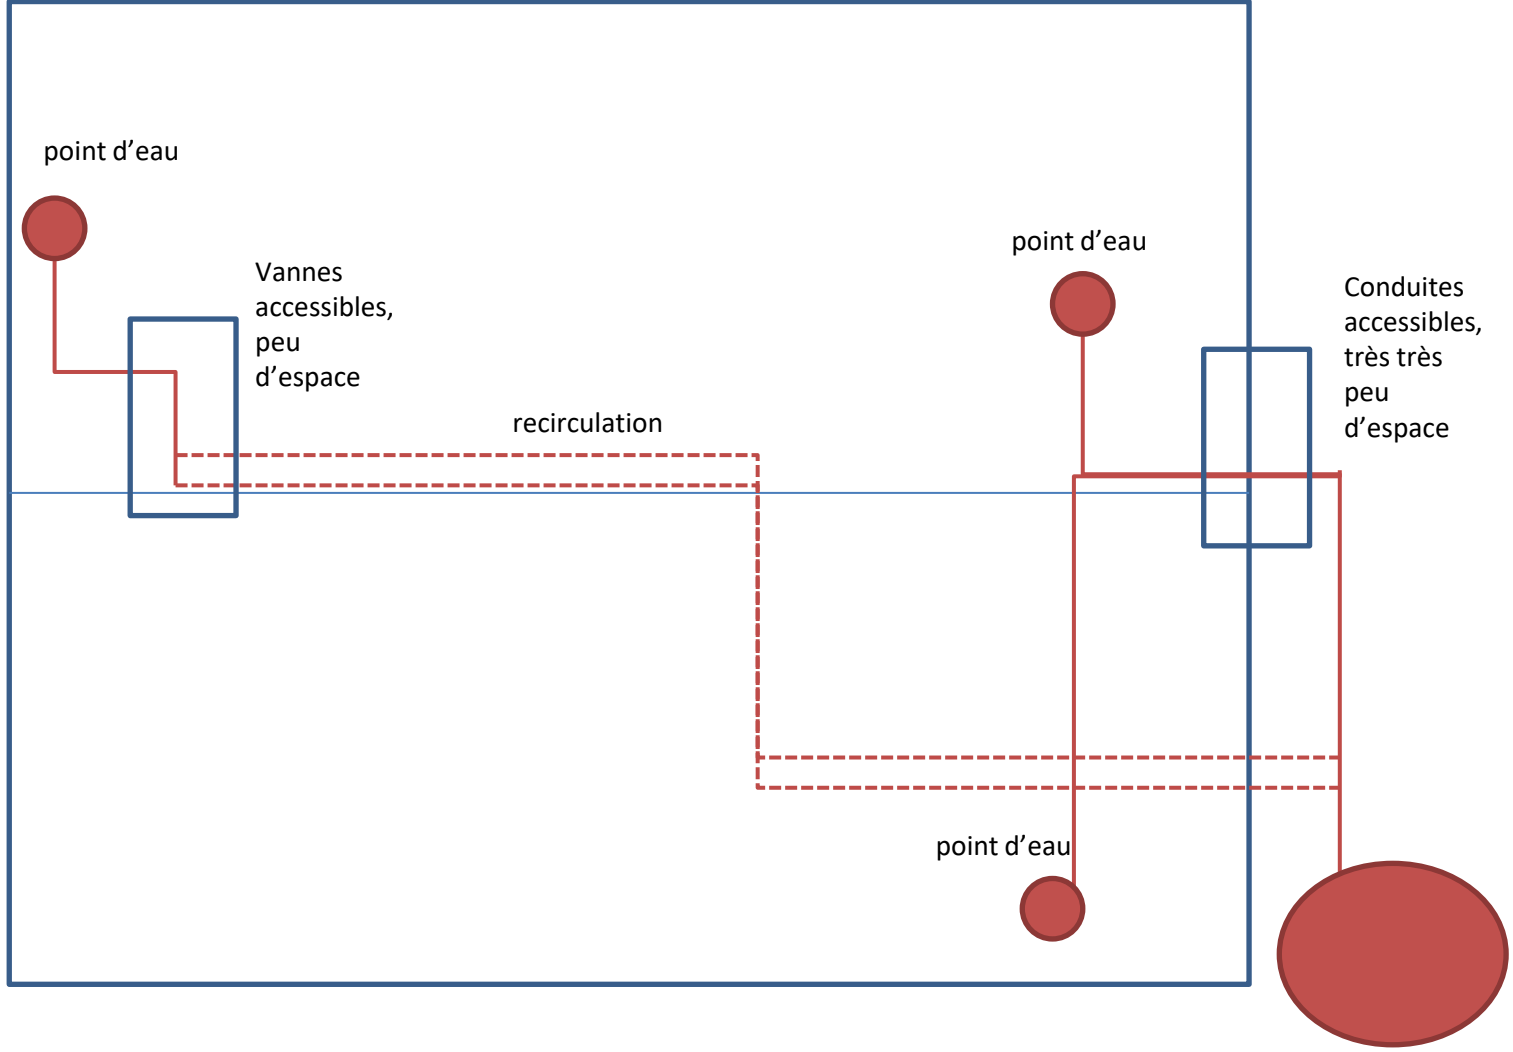 point d’eau
Vannes
accessibles,
peu
d’espace
recirculation
point d’eau
Conduites
accessibles,
très très
peu
d’espace
point d’eau